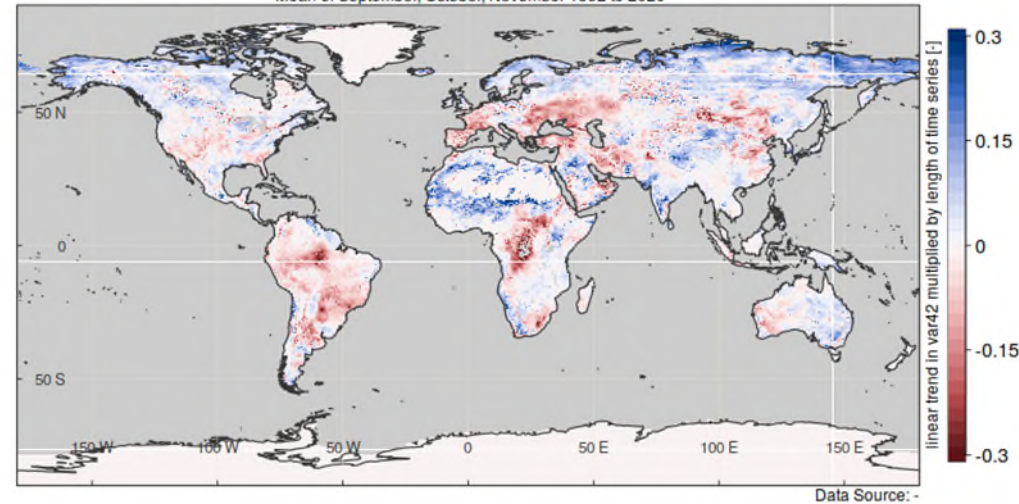 50 N
0
50 S
150 W
100 W
50 W
0
50 E
100 E
150 E
0.3
0.15
0
-0.15
-0.3
linear trend in var42 multiplied by length of time series [-]
Data Source: -